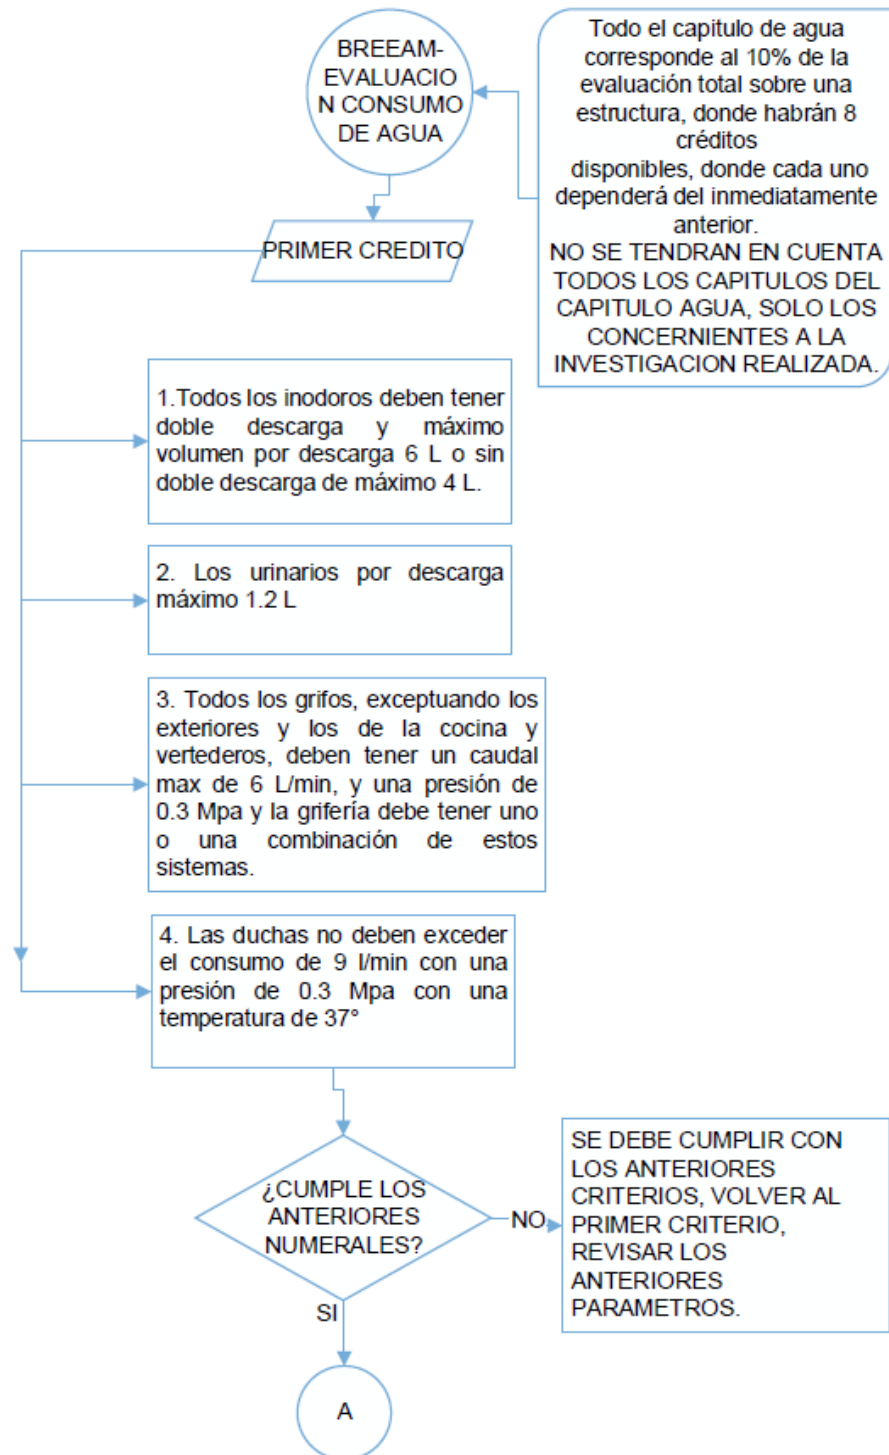 BREEAM-
EVALUACIO
N CONSUMO
DE AGUA
Todo el capitulo de agua
corresponde al 10% de la
evaluación total sobre una
estructura, donde habrán 8
créditos
disponibles, donde cada uno
dependerá del inmediatamente
anterior.
NO SE TENDRAN EN CUENTA
TODOS LOS CAPITULOS DEL
CAPITULO AGUA, SOLO LOS
CONCERNIENTES A LA
INVESTIGACION REALIZADA.
PRIMER CREDITO
1.Todos los inodoros deben tener
doble descarga y máximo
volumen por descarga 6 L o sin
doble descarga de máximo 4 L.
2. Los urinarios por descarga
máximo 1.2 L
3. Todos los grifos, exceptuando los
exteriores y los de la cocina y
vertederos, deben tener un caudal
max de 6 L/min, y una presión de
0.3 Mpa y la grifería debe tener uno
o una combinación de estos
sistemas.
4. Las duchas no deben exceder
el consumo de 9 l/min con una
presión de 0.3 Mpa con una
temperatura de 37°
¿CUMPLE LOS
ANTERIORES
NUMERALES?
NO
SE DEBE CUMPLIR CON
LOS ANTERIORES
CRITERIOS, VOLVER AL
PRIMER CRITERIO,
REVISAR LOS
ANTERIORES
PARAMETROS.
SI
A